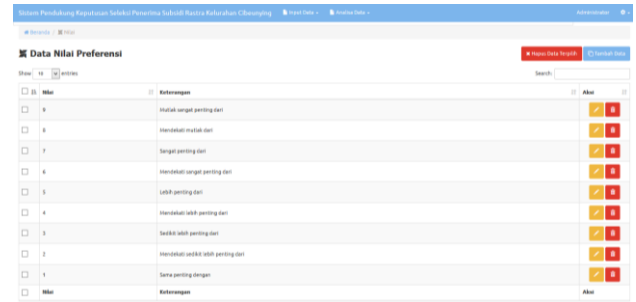 Sistem Pendukung Keputusan Seleksi Penerima Subsidi Rastra Kelurahan Cibeunying Input Data Analisa Data Administrator
Beranda / Nilai
Data Nilai Preferensi Hapus Data Terpilih Tambah Data
Show 10 entries Search:
Nilai Keterangan Aksi
9 Mutlak sangat penting dari
8 Mendekati mutlak dari
7 Sangat penting dari
6 Mendekati sangat penting dari
5 Lebih penting dari
4 Mendekati lebih penting dari
3 Sedikit lebih penting dari
2 Mendekati sedikit lebih penting dari
1 Sama penting dengan
Nilai Keterangan Aksi